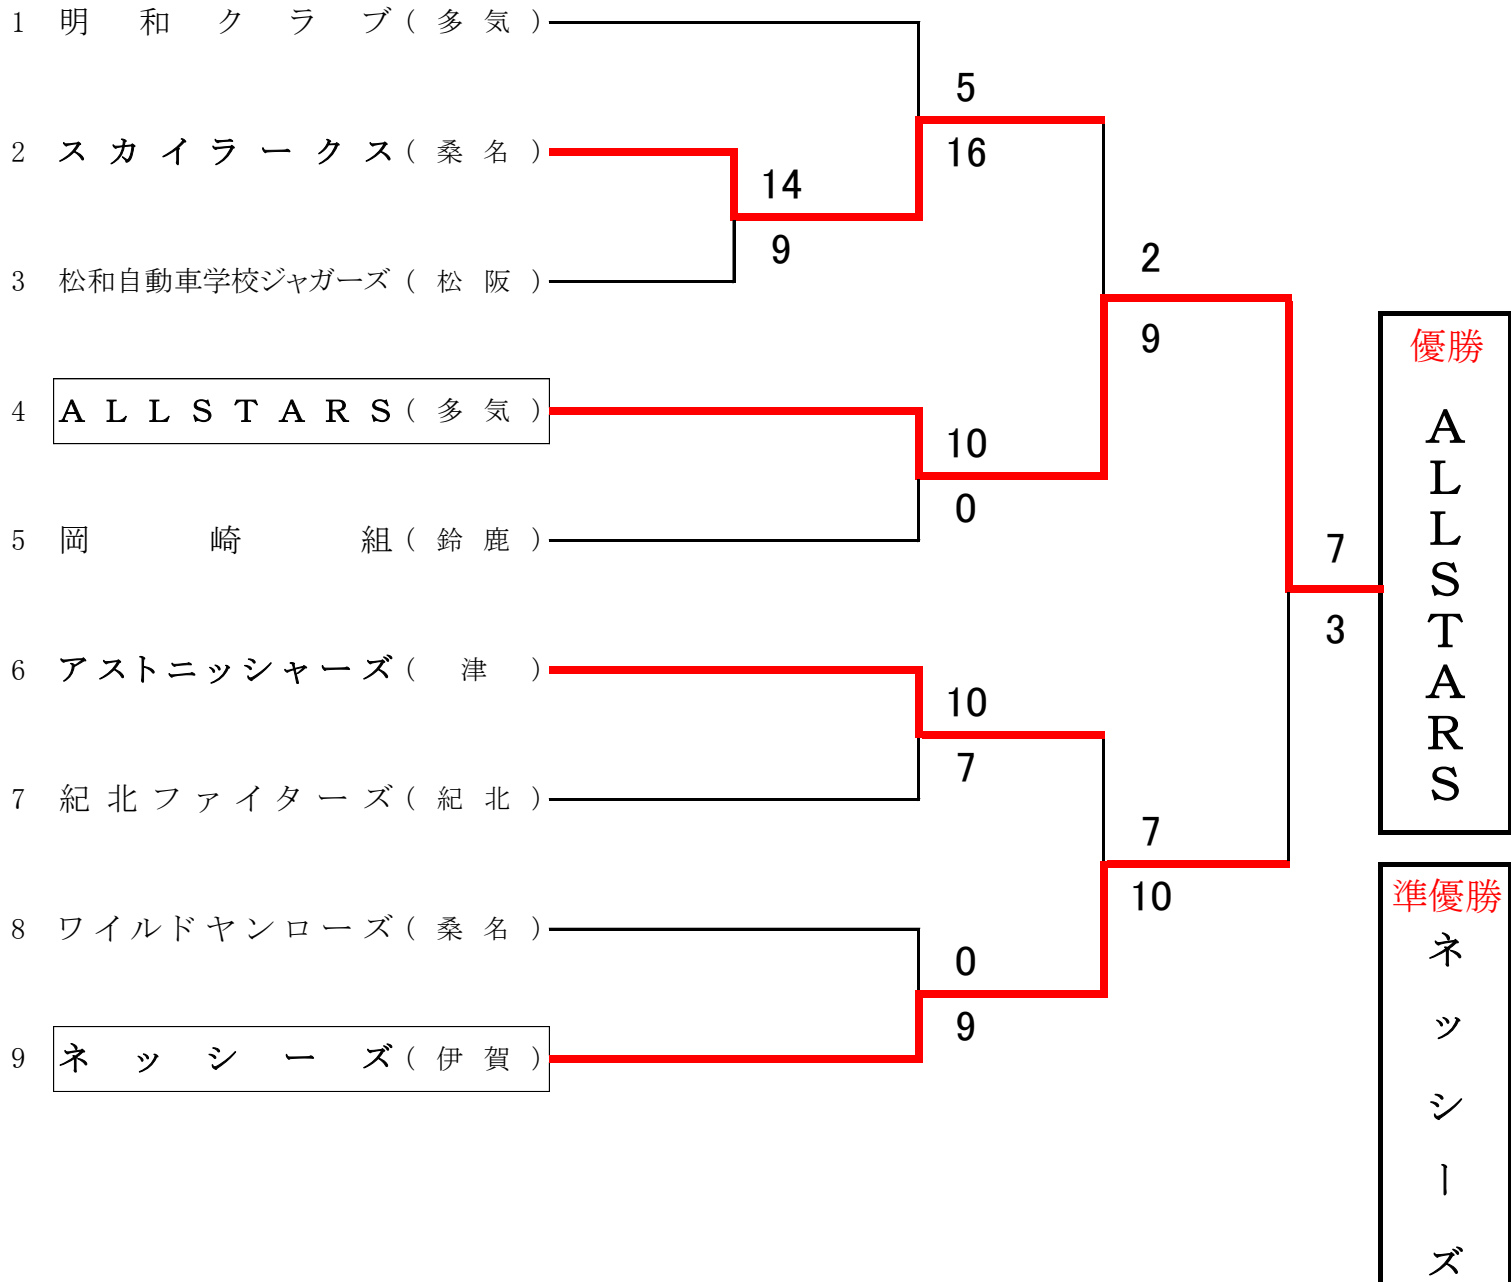 1 明和クラブ(多気)
5
2 スカイラークス(桑名)
16
14
9
3 松和自動車学校ジャガーズ(松阪)
2
9
4 ALLSTARS(多気)
10
0
5 岡崎組(鈴鹿)
7
3
6 アストニッシャーズ(津)
10
7
7 紀北ファイターズ(紀北)
7
10
8 ワイルドヤンローズ(桑名)
0
9
9 ネッシーズ(伊賀)
優勝
ALLSTARS
準優勝
ネッシーズ